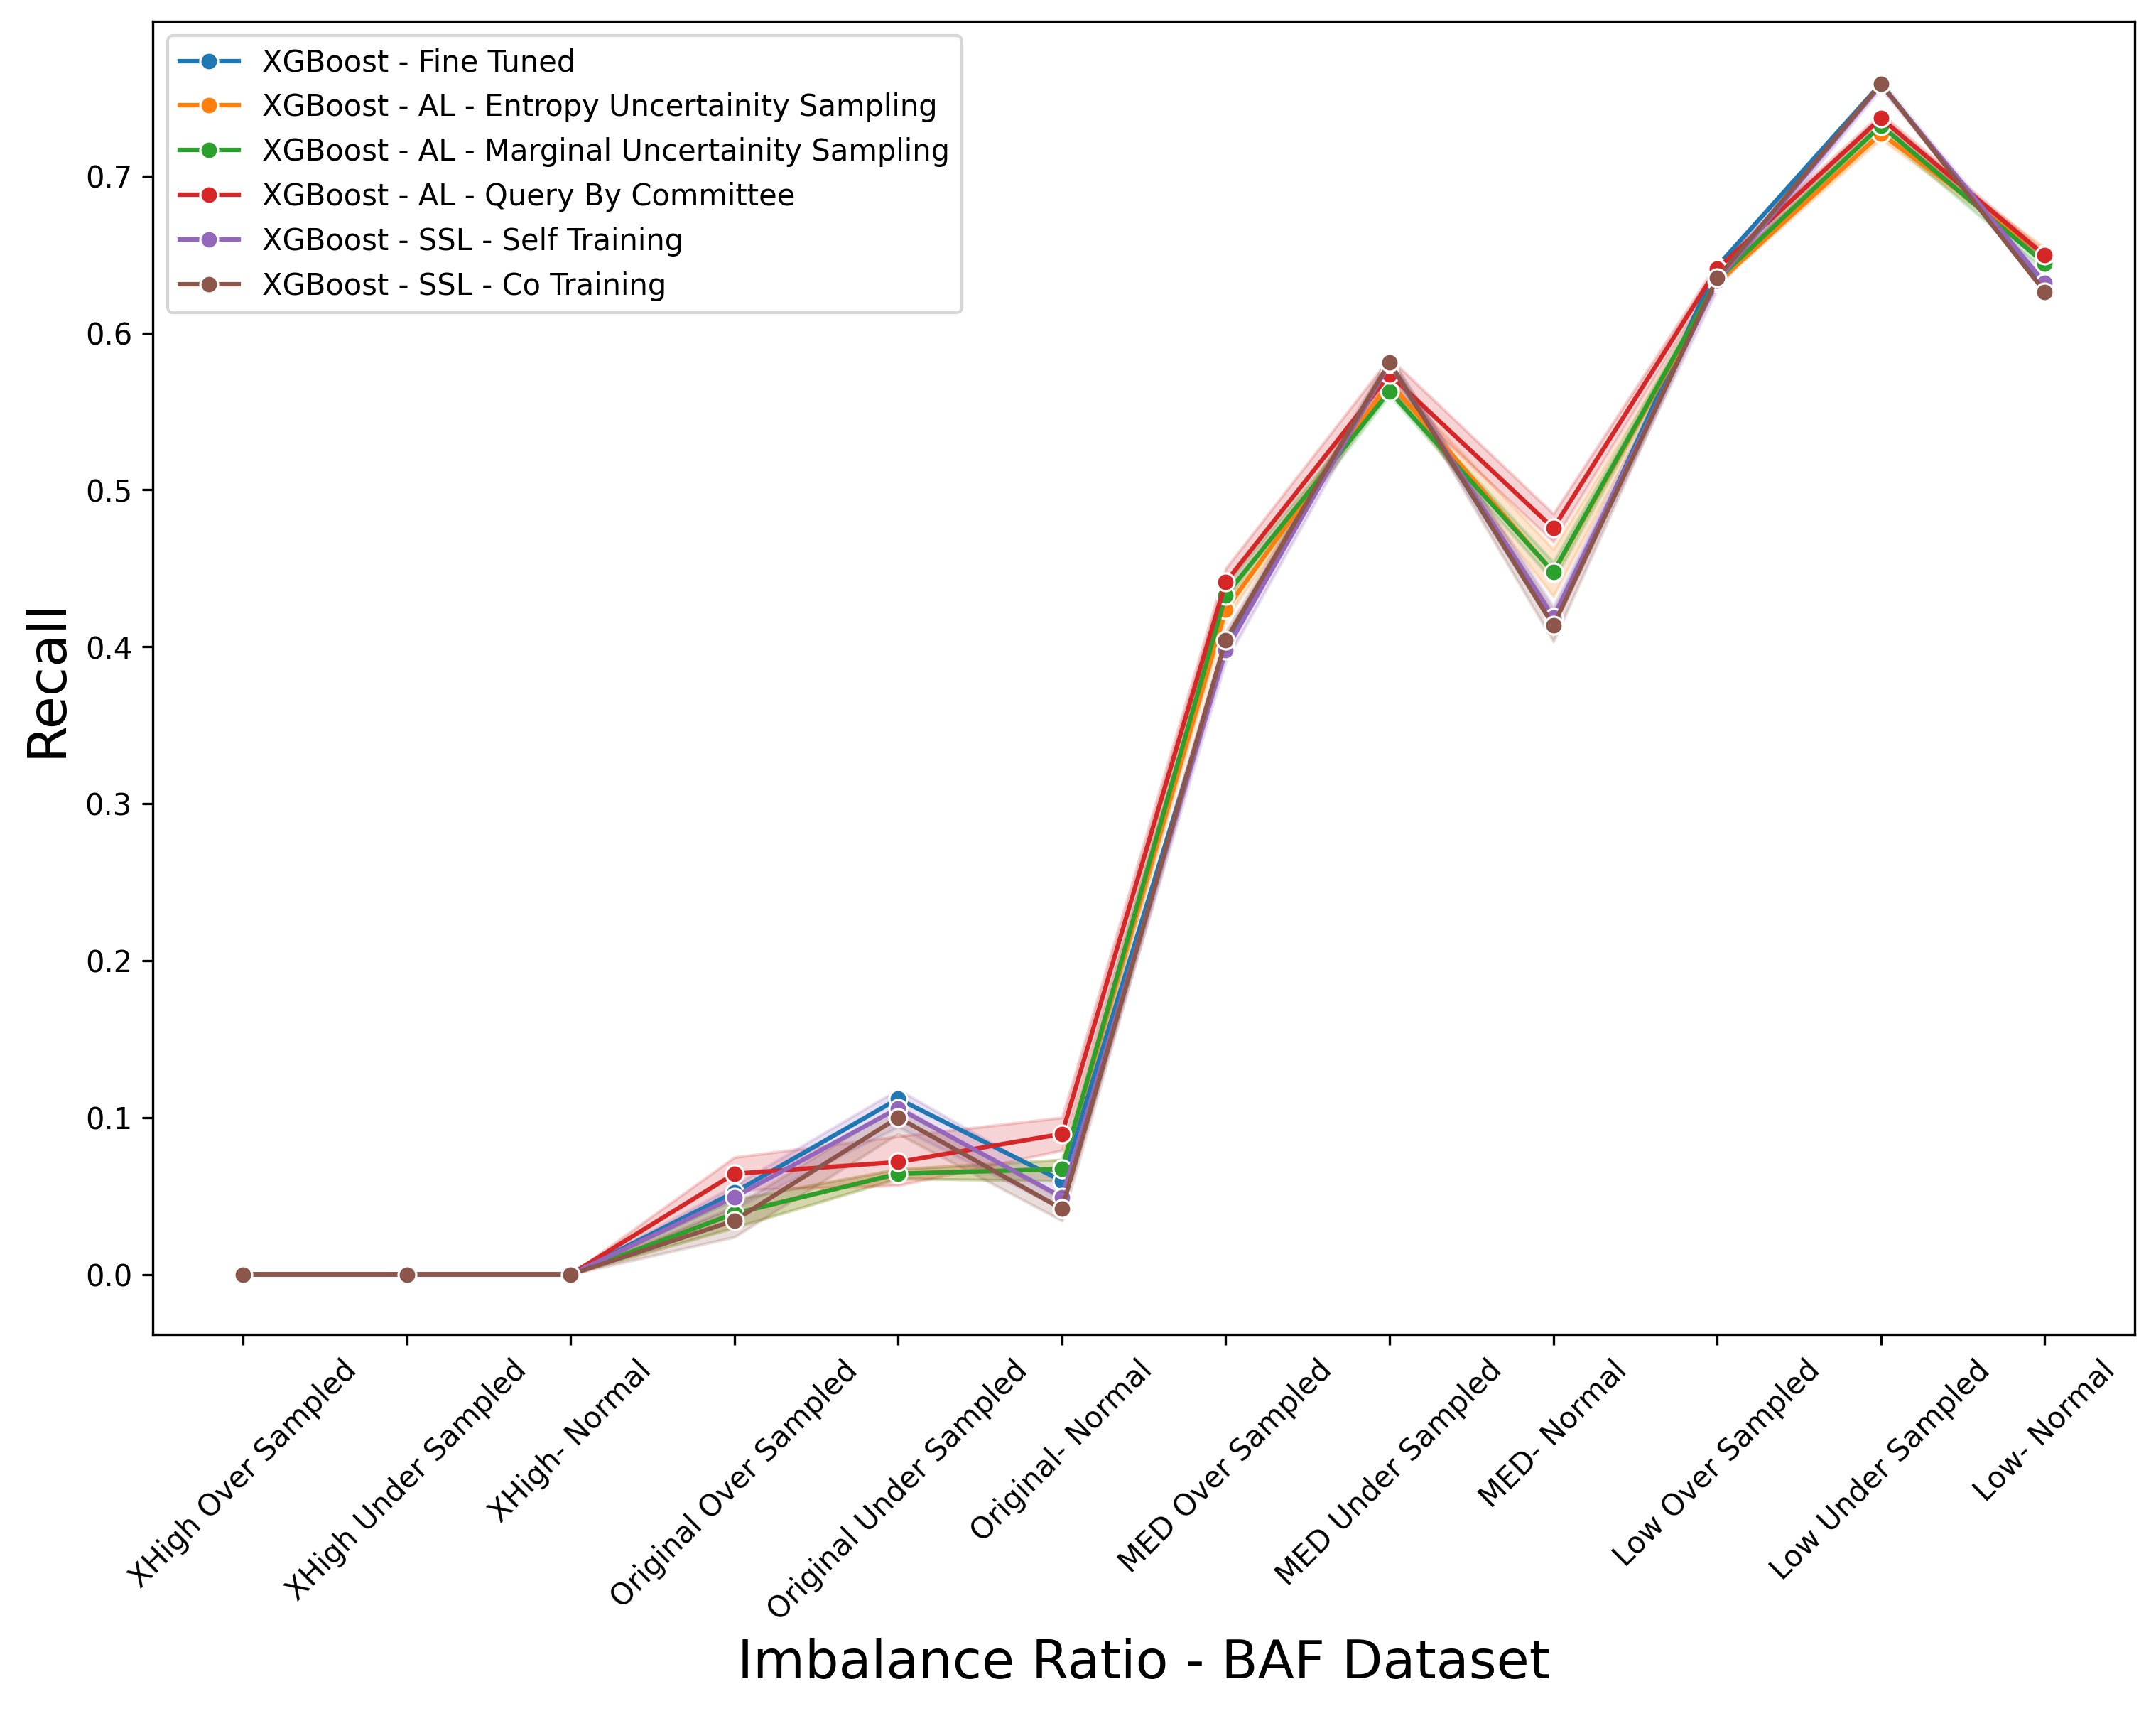 XGBoost - Fine Tuned
XGBoost - AL - Entropy Uncertainity Sampling
XGBoost - AL - Marginal Uncertainity Sampling
XGBoost - AL - Query By Committee
XGBoost - SSL - Self Training
XGBoost - SSL - Co Training
0.7
0.6
0.5
0.4
0.3
0.2
0.1
0.0
Recall
XHigh Over Sampled
XHigh Under Sampled
XHigh- Normal
Original Over Sampled
Original Under Sampled
Original- Normal
MED Over Sampled
MED Under Sampled
MED- Normal
Low Over Sampled
Low Under Sampled
Low- Normal
Imbalance Ratio - BAF Dataset